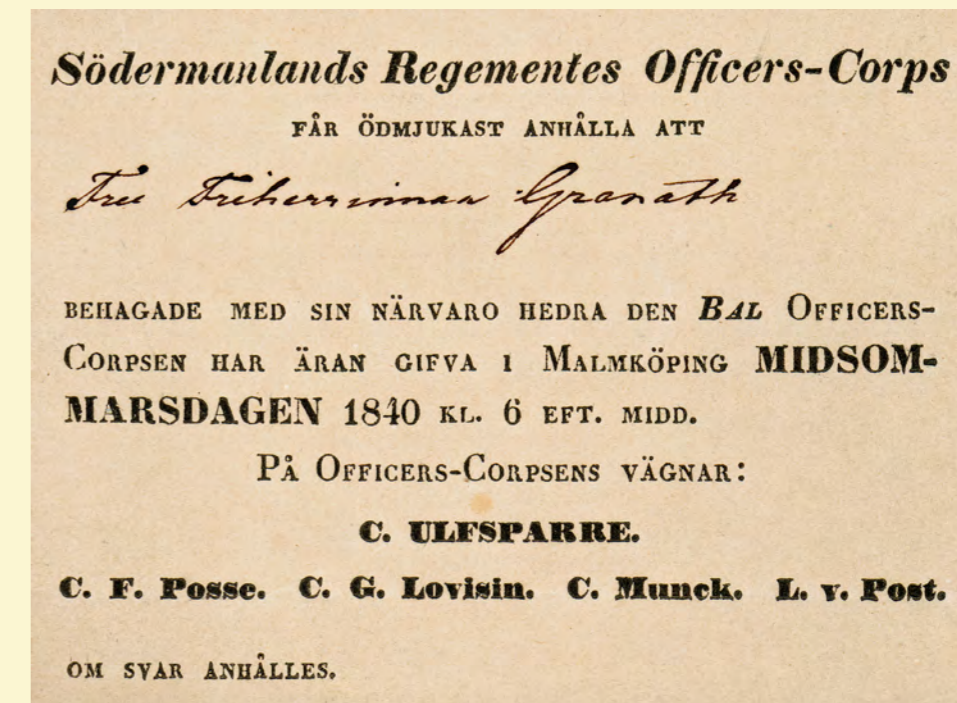 Södermanlands Regementes Officers-Corps
FÅR ÖDMJUKAST ANHÅLLA ATT
Fru Friherrinnan Granath
BEHAGADE MED SIN NÄRVARO HEDRA DEN BAL OFFICERS-
CORPSEN HAR ÄRAN GIFVA I MALMKÖPING MIDSOM-
MARSDAGEN 1840 KL. 6 EFT. MIDD.
PÅ OFFICERS-CORPSENS VÄGNAR:
C. ULFSPARRE.
C. F. Posse. C. G. Lovisin. C. Munck. L. v. Post.
OM SVAR ANHÅLLES.